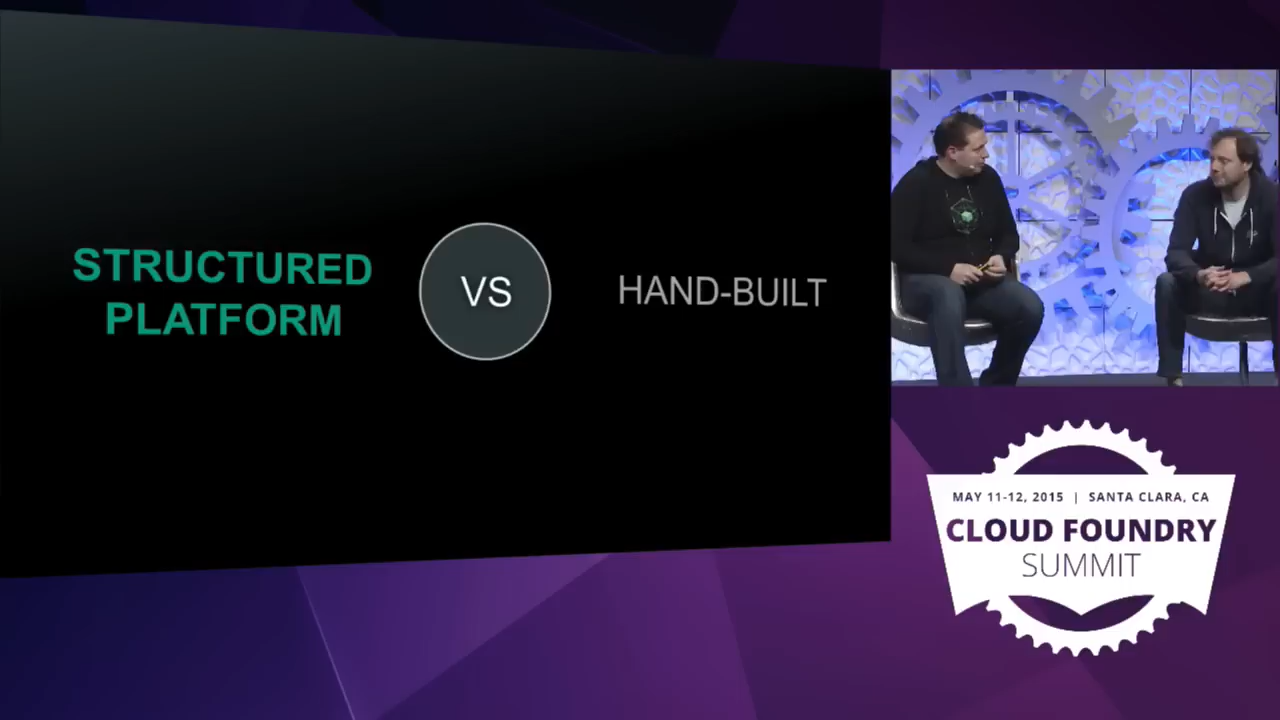 STRUCTURED
PLATFORM
VS
HAND-BUILT
MAY 11-12, 2015 | SANTA CLARA, CA
CLOUD FOUNDRY
SUMMIT